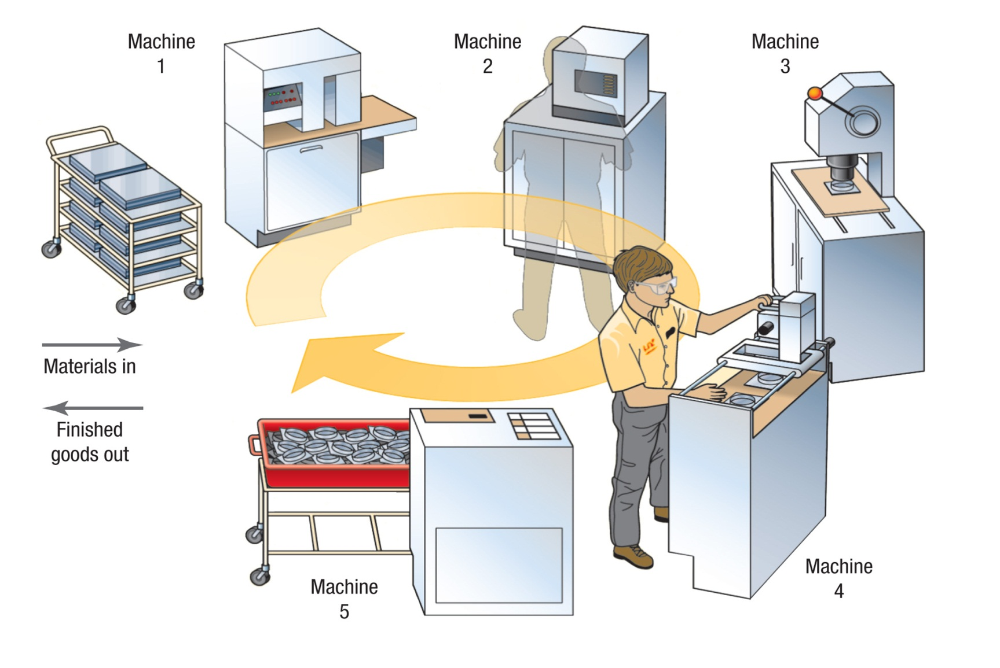 Machine
1
Machine
2
Machine
3
Materials in
Finished
goods out
Machine
5
Machine
4